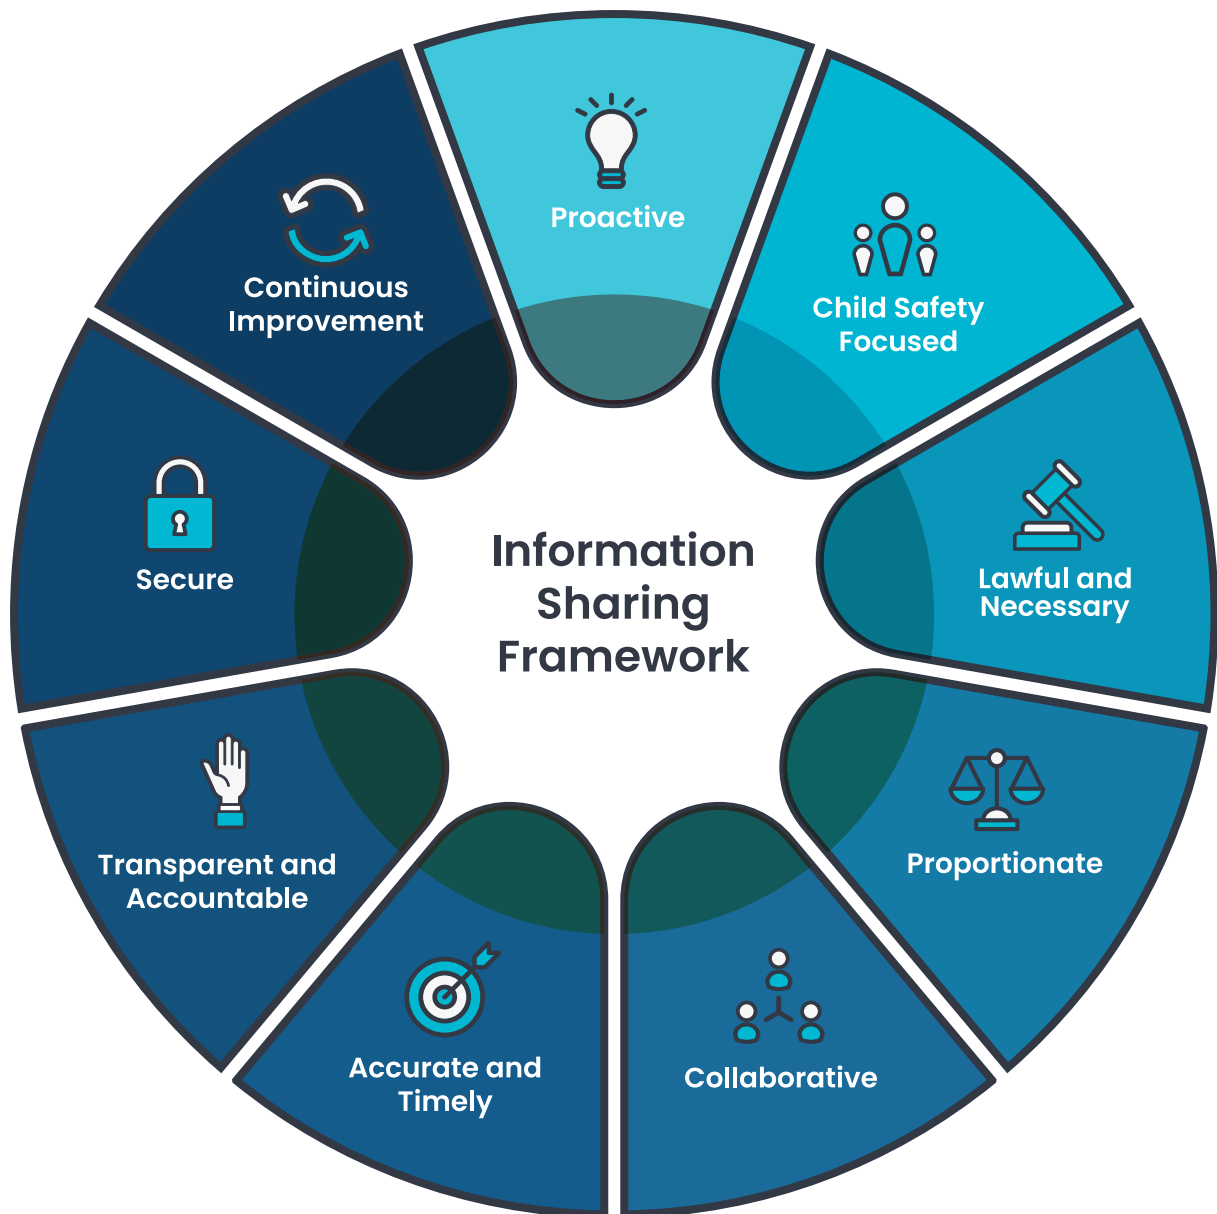 Proactive
Child Safety
Focused
Lawful and
Necessary
Proportionate
Collaborative
Accurate and
Timely
Transparent and
Accountable
Secure
Continuous
Improvement
Information
Sharing
Framework